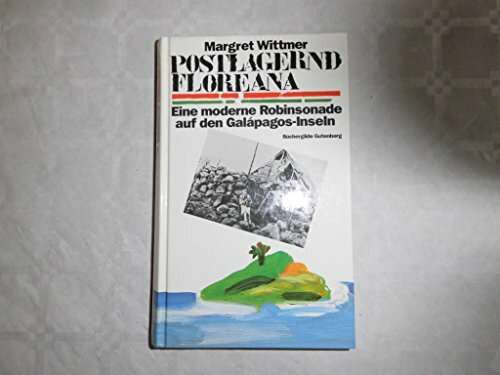 Margret Wittmer
POSTLAGERND
FLOREANA
Eine moderne Robinsonade
auf den Galápagos-Inseln
Büchergilde Gutenberg